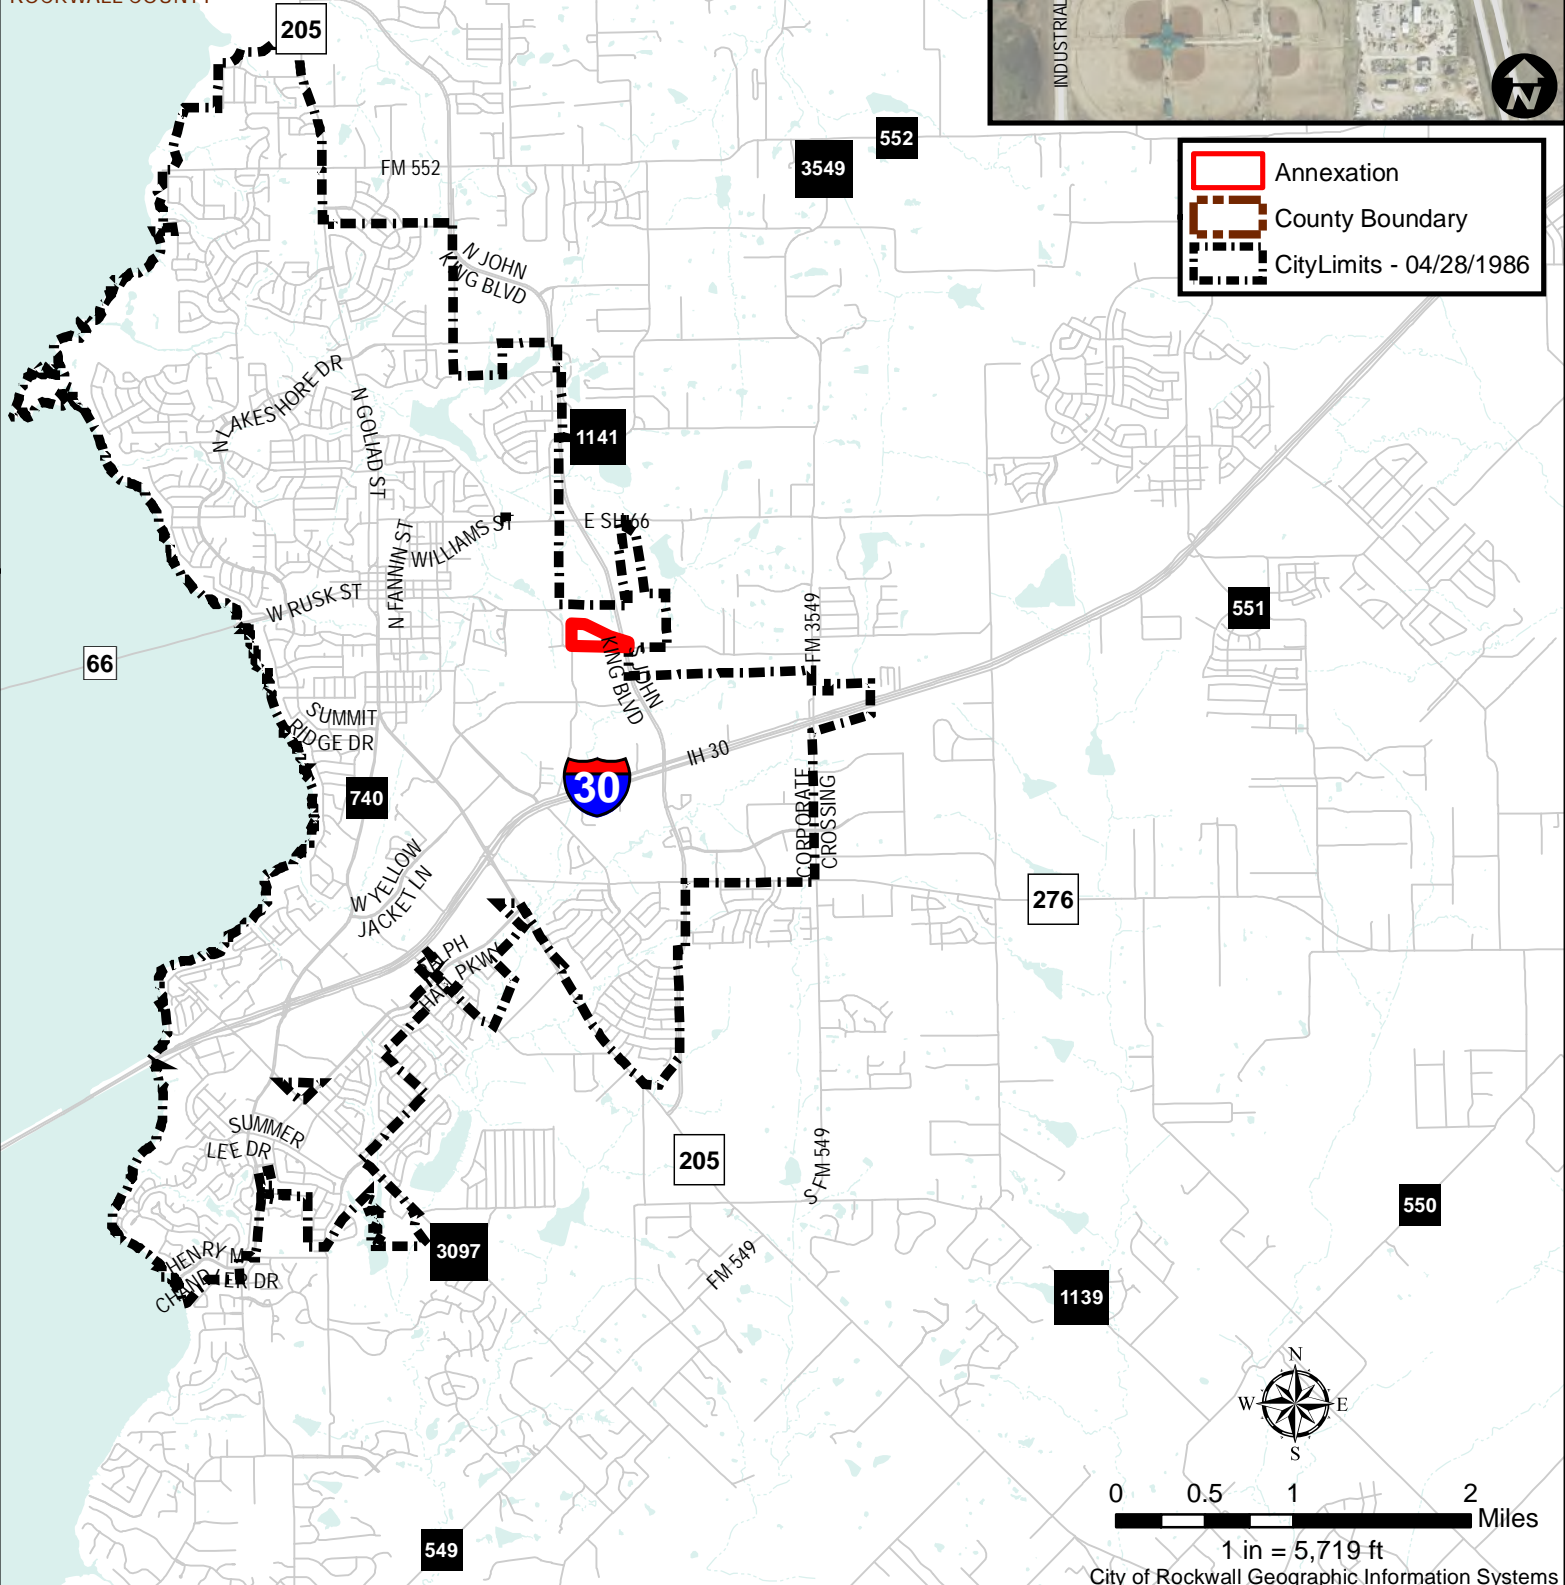 ROCKWALL COUNTY
205
INDUSTRIAL
N
552
3549
FM 552
Annexation
County Boundary
CityLimits - 04/28/1986
N JOHN
KING BLVD
N LAKESHORE DR
N GOLIAD ST
1141
E SH 66
WILLIAMS ST
N FANNIN ST
W RUSK ST
FM 3549
551
66
S JOHN
KING BLVD
SUMMIT
RIDGE DR
IH 30
30
740
CORPORATE
CROSSING
W YELLOW
JACKET LN
276
RALPH
HALL PKWY
SUMMER
LEE DR
205
S FM 549
550
3097
HENRY M
CHANDLER DR
FM 549
1139
N
W E
S
0 0.5 1 2
Miles
1 in = 5,719 ft
549
City of Rockwall Geographic Information Systems